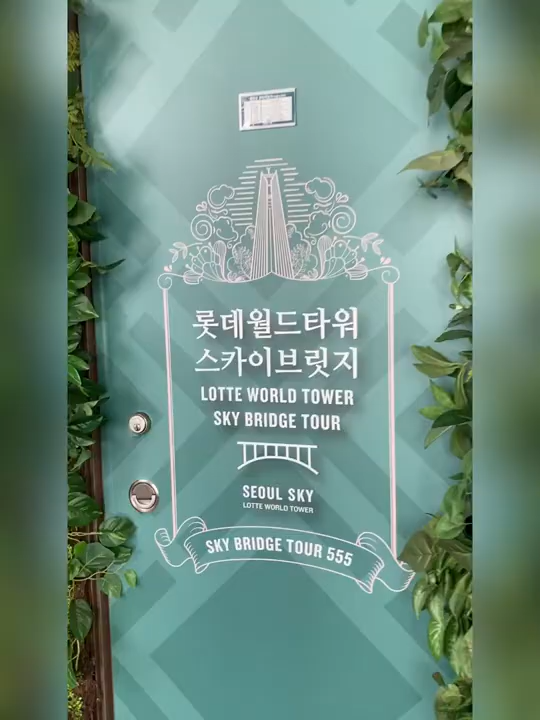 롯데월드타워
스카이브릿지
LOTTE WORLD TOWER
SKY BRIDGE TOUR
SEOUL SKY
LOTTE WORLD TOWER
SKY BRIDGE TOUR 555